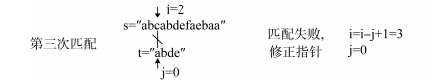 i=2
s="abcabdefaebaa"
第三次匹配
t="abde"
j=0
匹配失败, i=i-j+1=3
修正指针 j=0